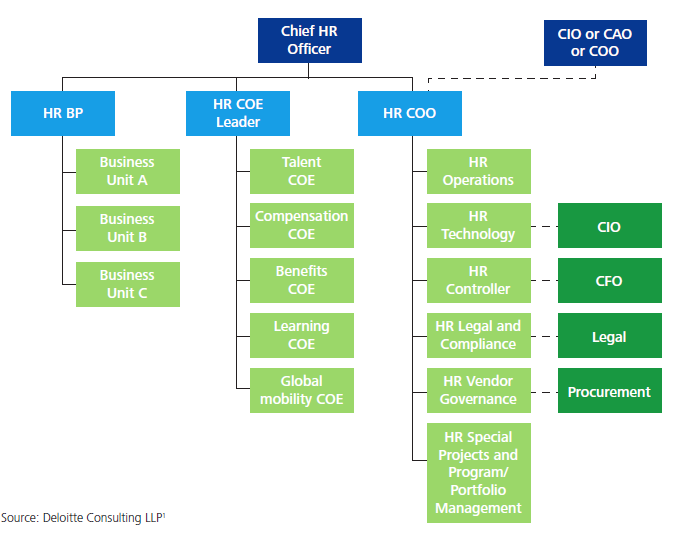 Chief HR
Officer
CIO or CAO
or COO
HR BP
HR COE
Leader
HR COO
Business
Unit A
Business
Unit B
Business
Unit C
Talent
COE
Compensation
COE
Benefits
COE
Learning
COE
Global
mobility COE
HR
Operations
HR
Technology
CIO
HR
Controller
CFO
HR Legal and
Compliance
Legal
HR Vendor
Governance
Procurement
HR Special
Projects and
Program/
Portfolio
Management
Source: Deloitte Consulting LLP¹